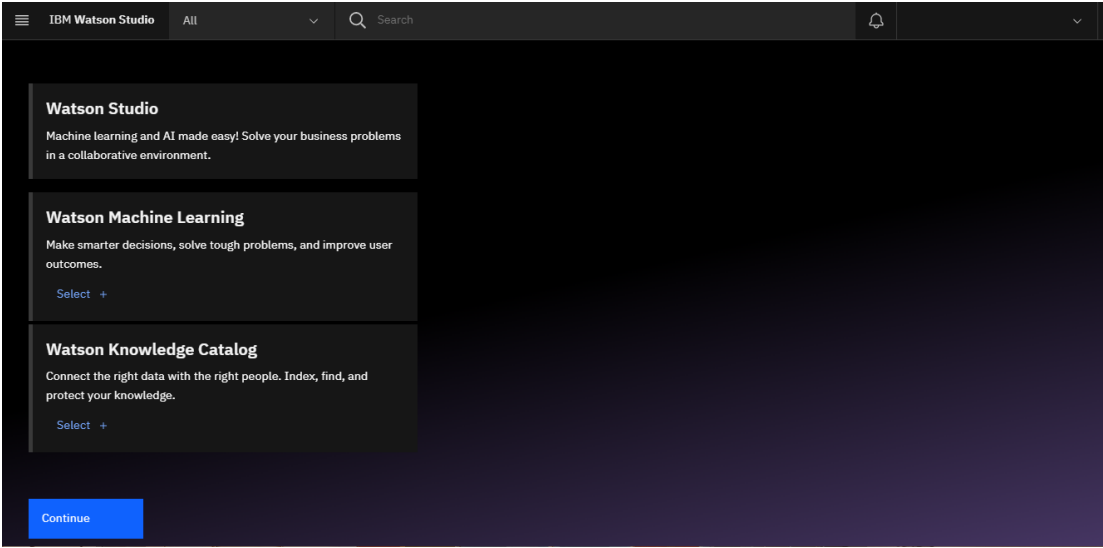 IBM Watson Studio
All
Search
Watson Studio
Machine learning and AI made easy! Solve your business problems
in a collaborative environment.
Watson Machine Learning
Make smarter decisions, solve tough problems, and improve user
outcomes.
Select +
Watson Knowledge Catalog
Connect the right data with the right people. Index, find, and
protect your knowledge.
Select +
Continue